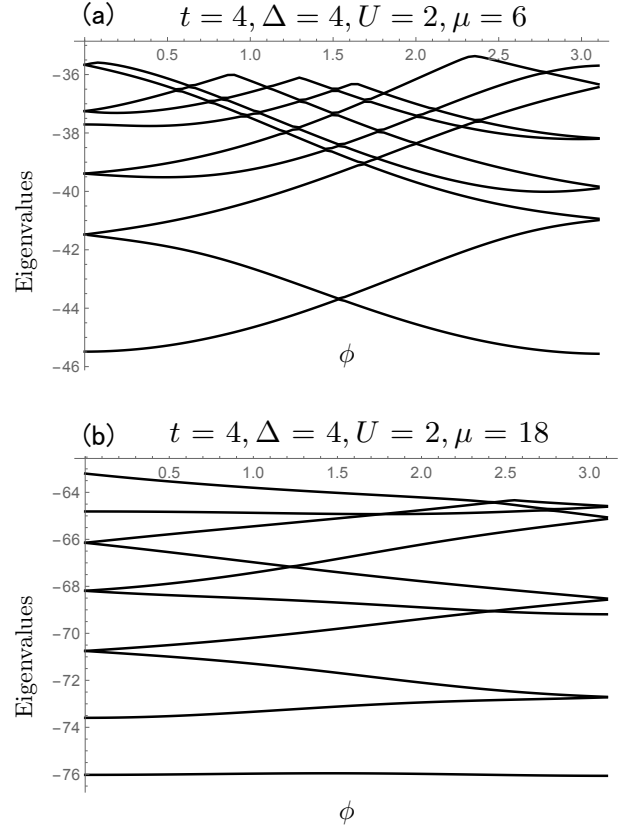 (a) t = 4, Δ = 4, U = 2, μ = 6
0.5 1.0 1.5 2.0 2.5 3.0
-36
-38
-40
-42
-44
-46
Eigenvalues
ϕ
(b) t = 4, Δ = 4, U = 2, μ = 18
0.5 1.0 1.5 2.0 2.5 3.0
-64
-66
-68
-70
-72
-74
-76
Eigenvalues
ϕ